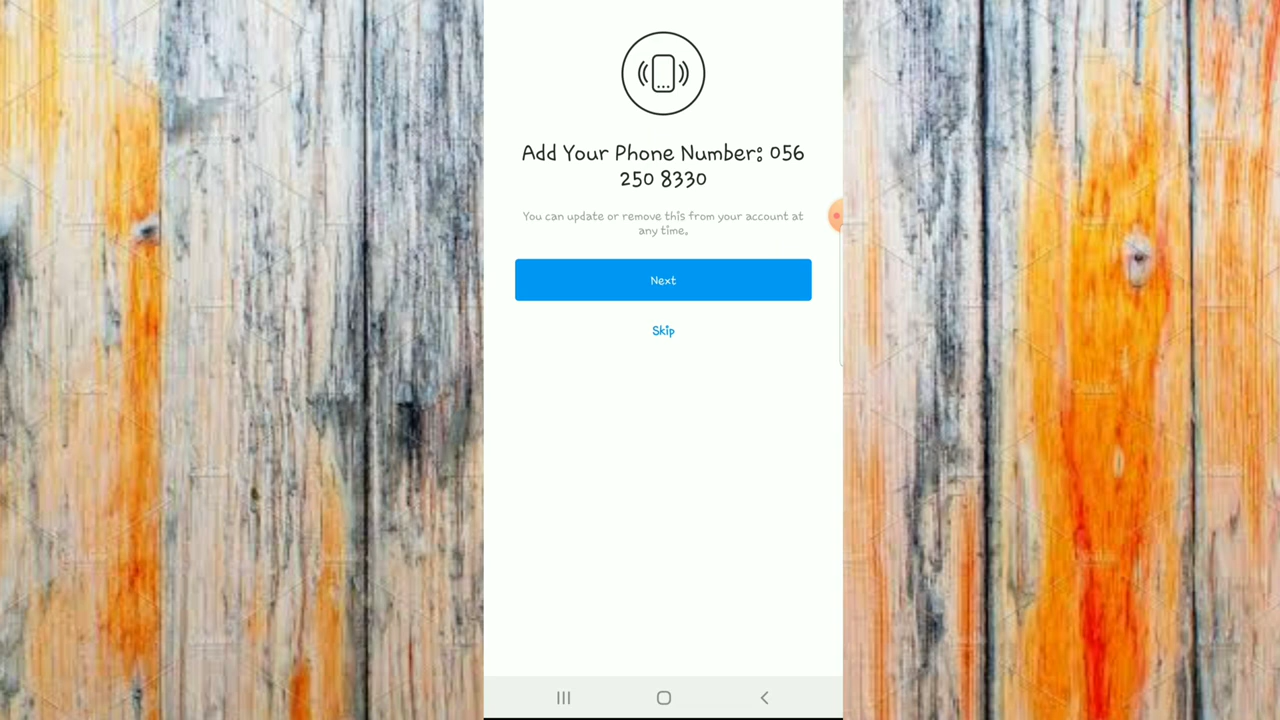 Add Your Phone Number: 056
250 8330
You can update or remove this from your account at
any time.
Next
Skip